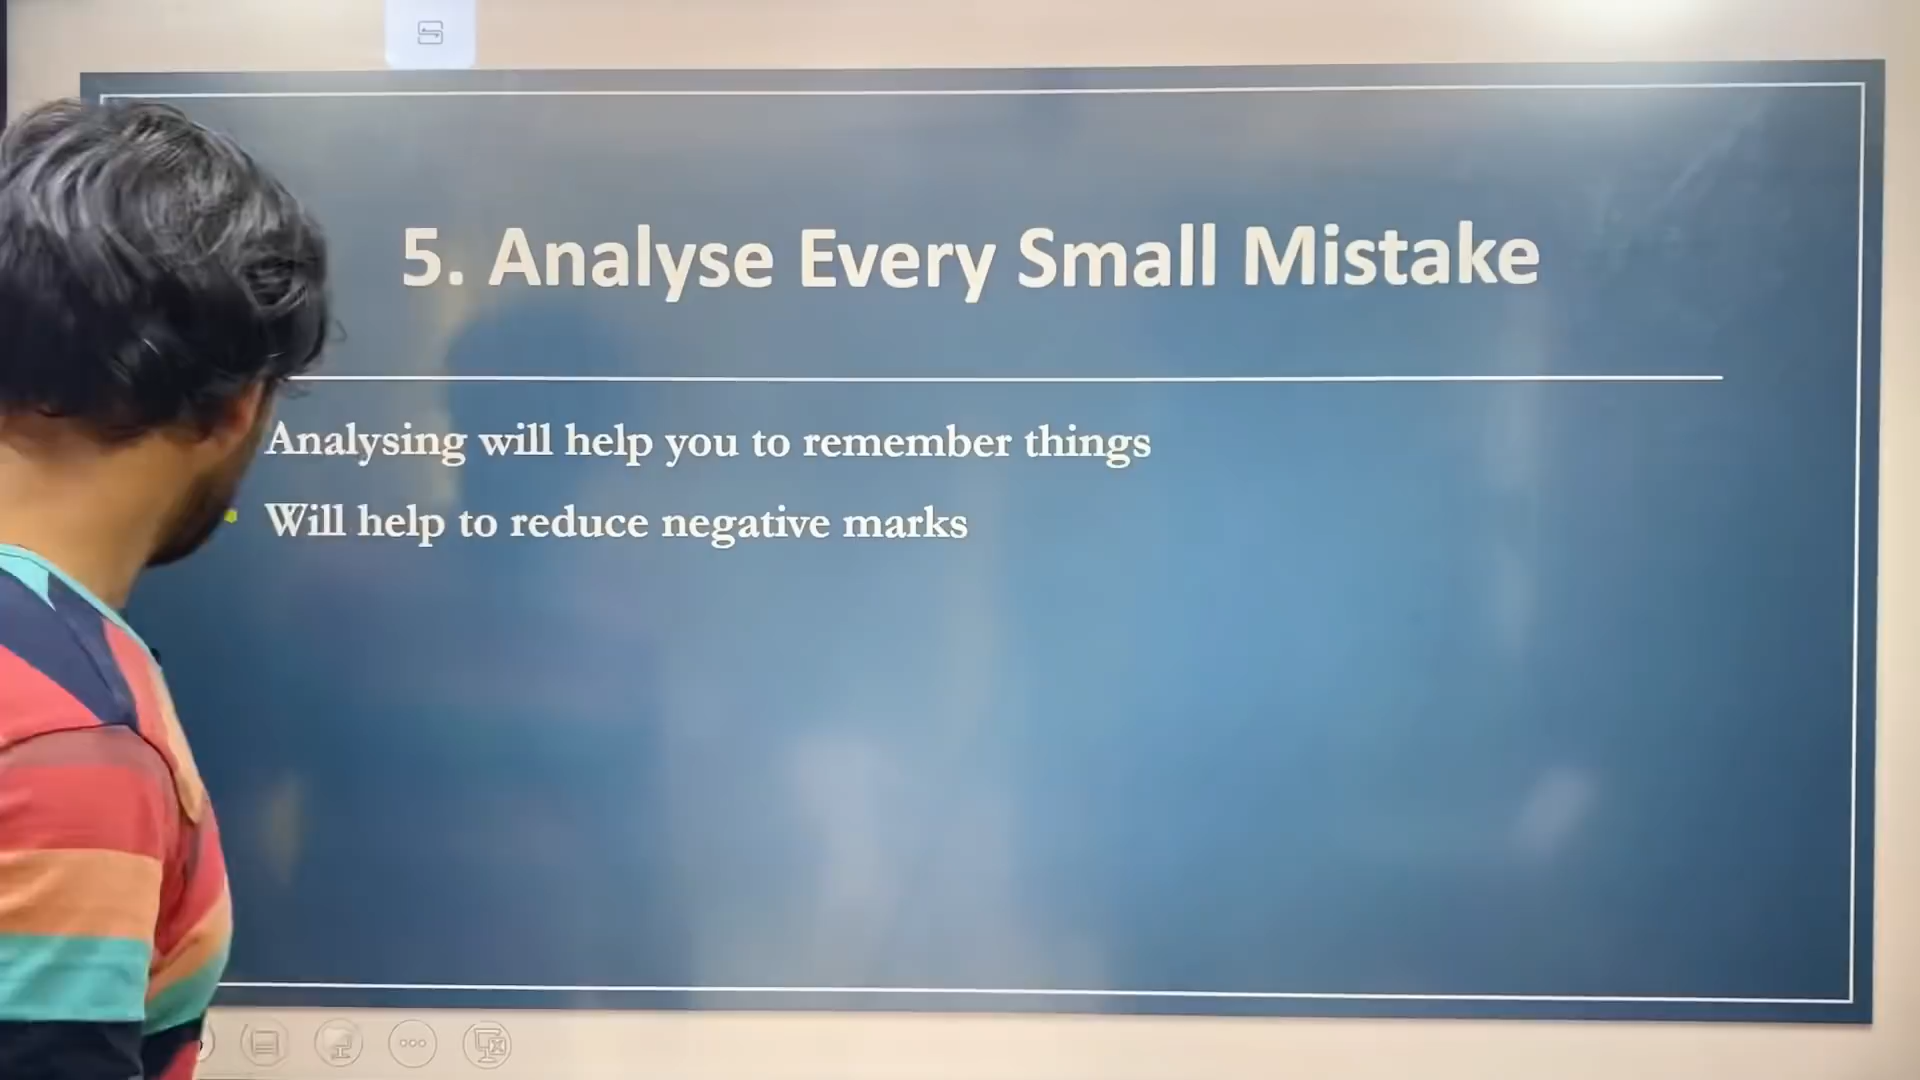 5. Analyse Every Small Mistake
Analysing will help you to remember things
Will help to reduce negative marks